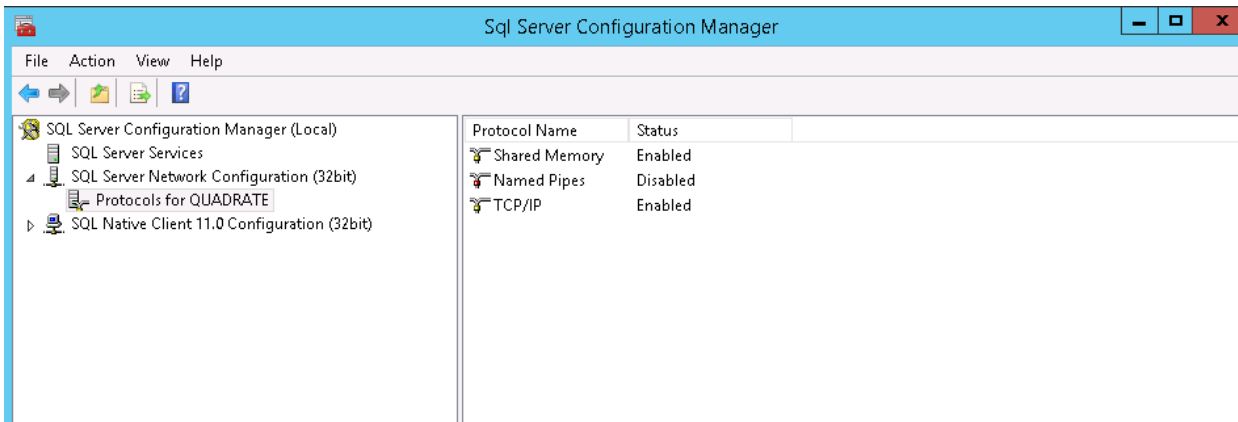 Sql Server Configuration Manager
File Action View Help
SQL Server Configuration Manager (Local)
SQL Server Services
SQL Server Network Configuration (32bit)
Protocols for QUADRATE
SQL Native Client 11.0 Configuration (32bit)
Protocol Name Status
Shared Memory Enabled
Named Pipes Disabled
TCP/IP Enabled